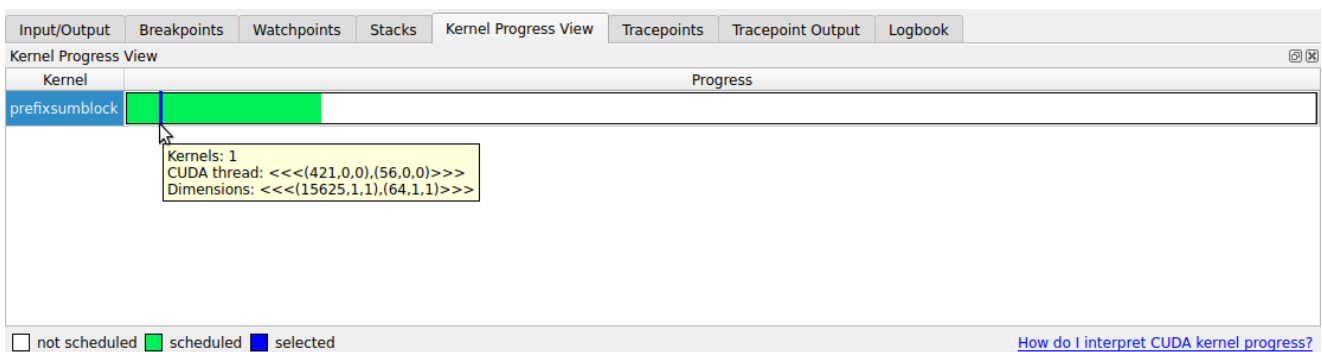 Input/Output Breakpoints Watchpoints Stacks Kernel Progress View Tracepoints Tracepoint Output Logbook
Kernel Progress View
Kernel Progress
prefixsumblock
Kernels: 1
CUDA thread: <<<(421,0,0),(56,0,0)>>>
Dimensions: <<<(15625,1,1),(64,1,1)>>>
not scheduled scheduled selected How do I interpret CUDA kernel progress?